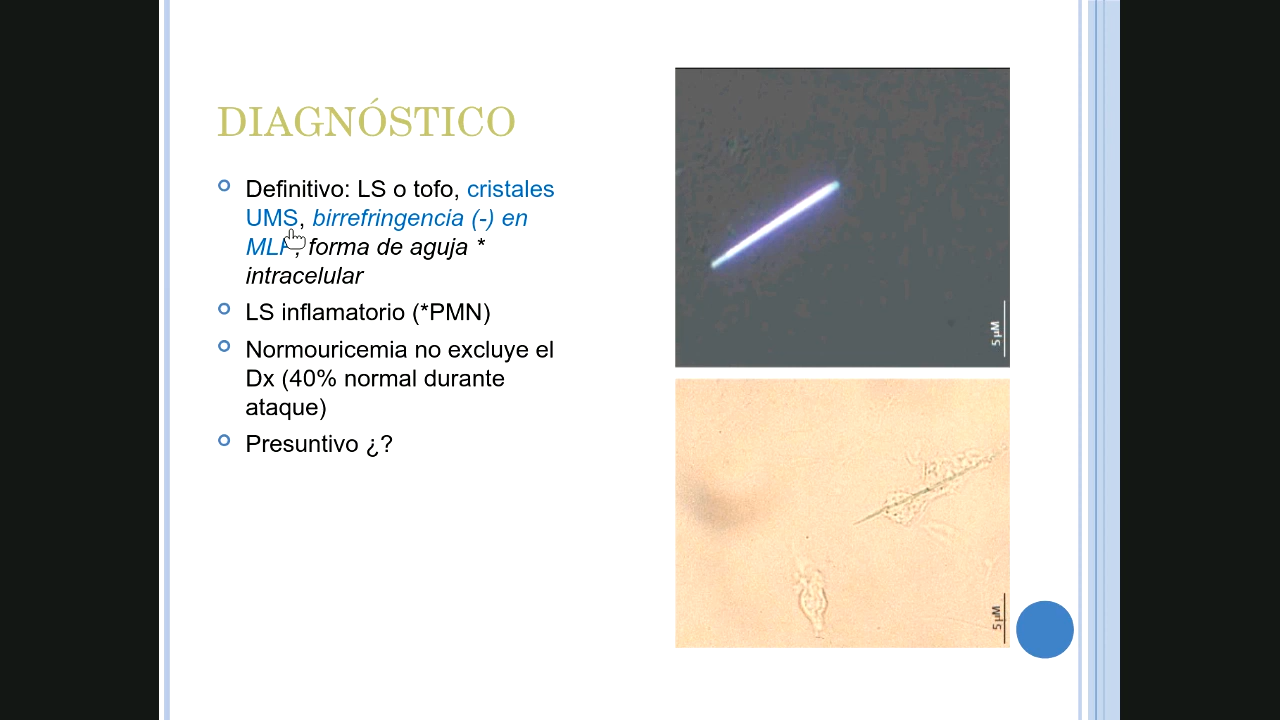 DIAGNÓSTICO
Definitivo: LS o tofo, cristales
UMS, birrefringencia (-) en
forma de aguja *
intracelular
LS inflamatorio (*PMN)
Normouricemia no excluye el
Dx (40% normal durante
ataque)
Presuntivo ¿?
5 µM
5 µM